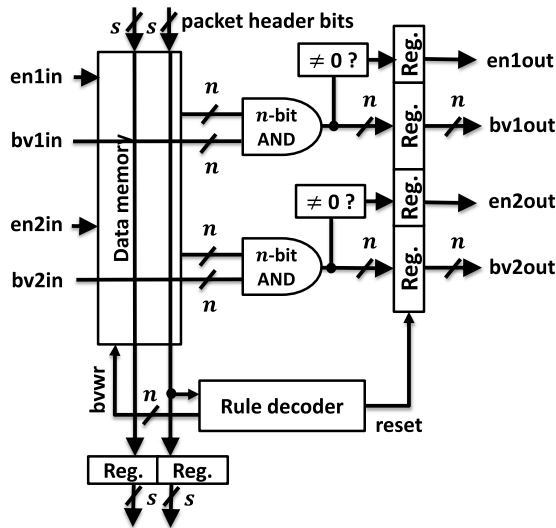 s s packet header bits
en1in
bv1in
en2in
bv2in
Data memory
n
n
n-bit
AND
≠ 0 ?
n
Reg.
en1out
Reg.
n
bv1out
n
n
n-bit
AND
≠ 0 ?
n
Reg.
en2out
Reg.
n
bv2out
bvwr
n
Rule decoder
reset
Reg. Reg.
s s